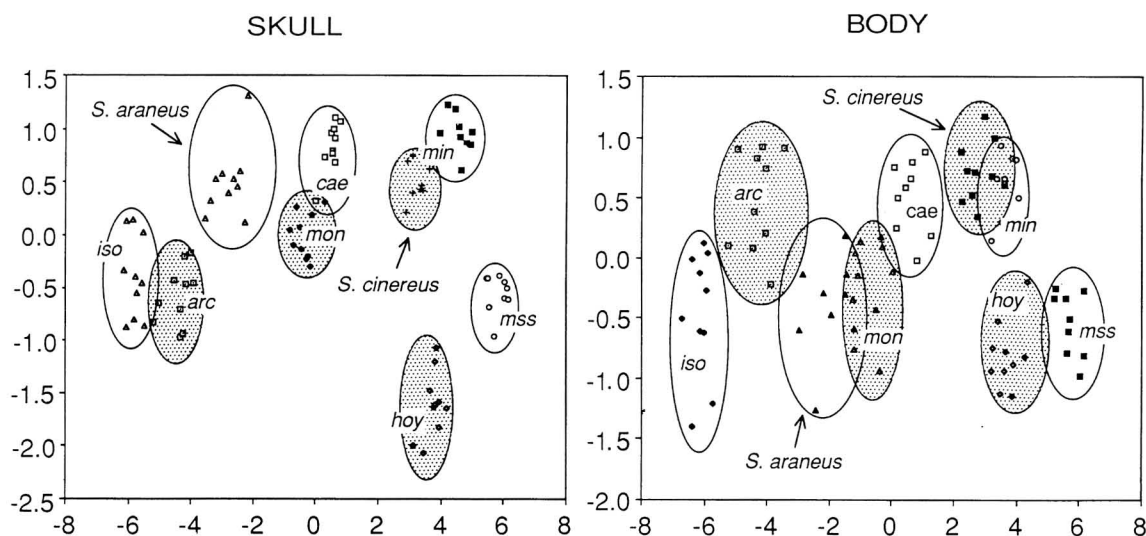 SKULL
1.5
1.0
0.5
0.0
-0.5
-1.0
-1.5
-2.0
-2.5
-8 -6 -4 -2 0 2 4 6 8
S. araneus
iso
arc
cae
mon
min
S. cinereus
mss
hoy
BODY
1.5
1.0
0.5
0.0
-0.5
-1.0
-1.5
-2.0
-8 -6 -4 -2 0 2 4 6 8
S. cinereus
arc
cae
min
iso
mon
hoy
mss
S. araneus